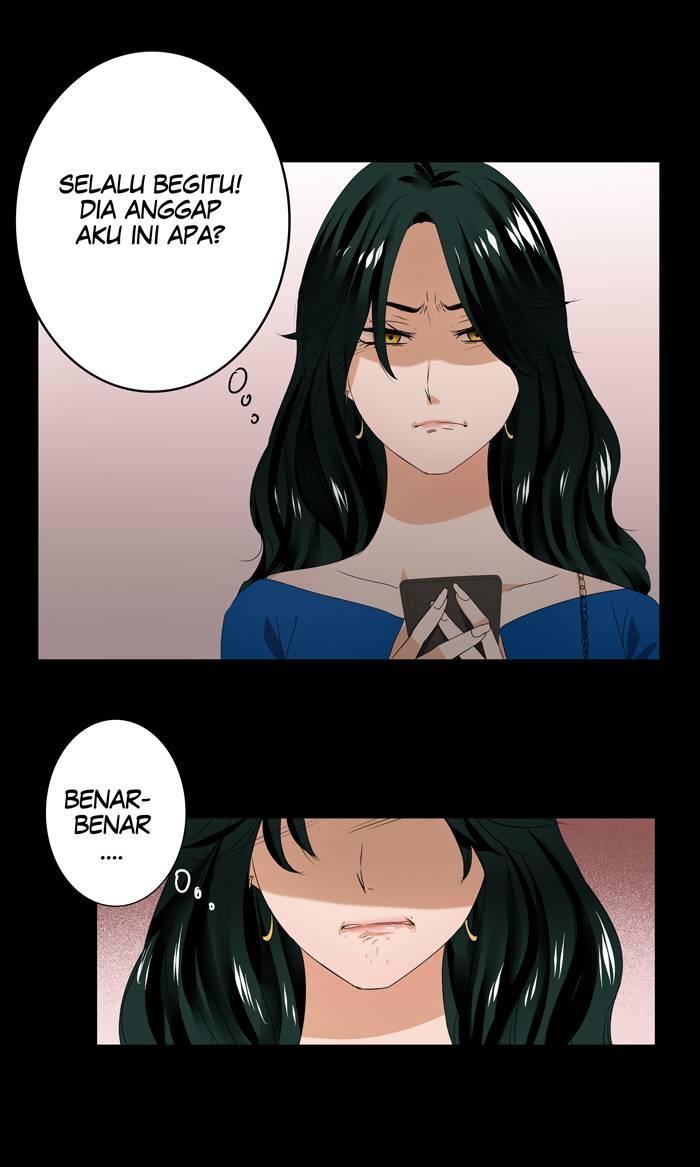 SELALU BEGITU!
DIA ANGGAP
AKU INI APA?
BENAR-
BENAR
....